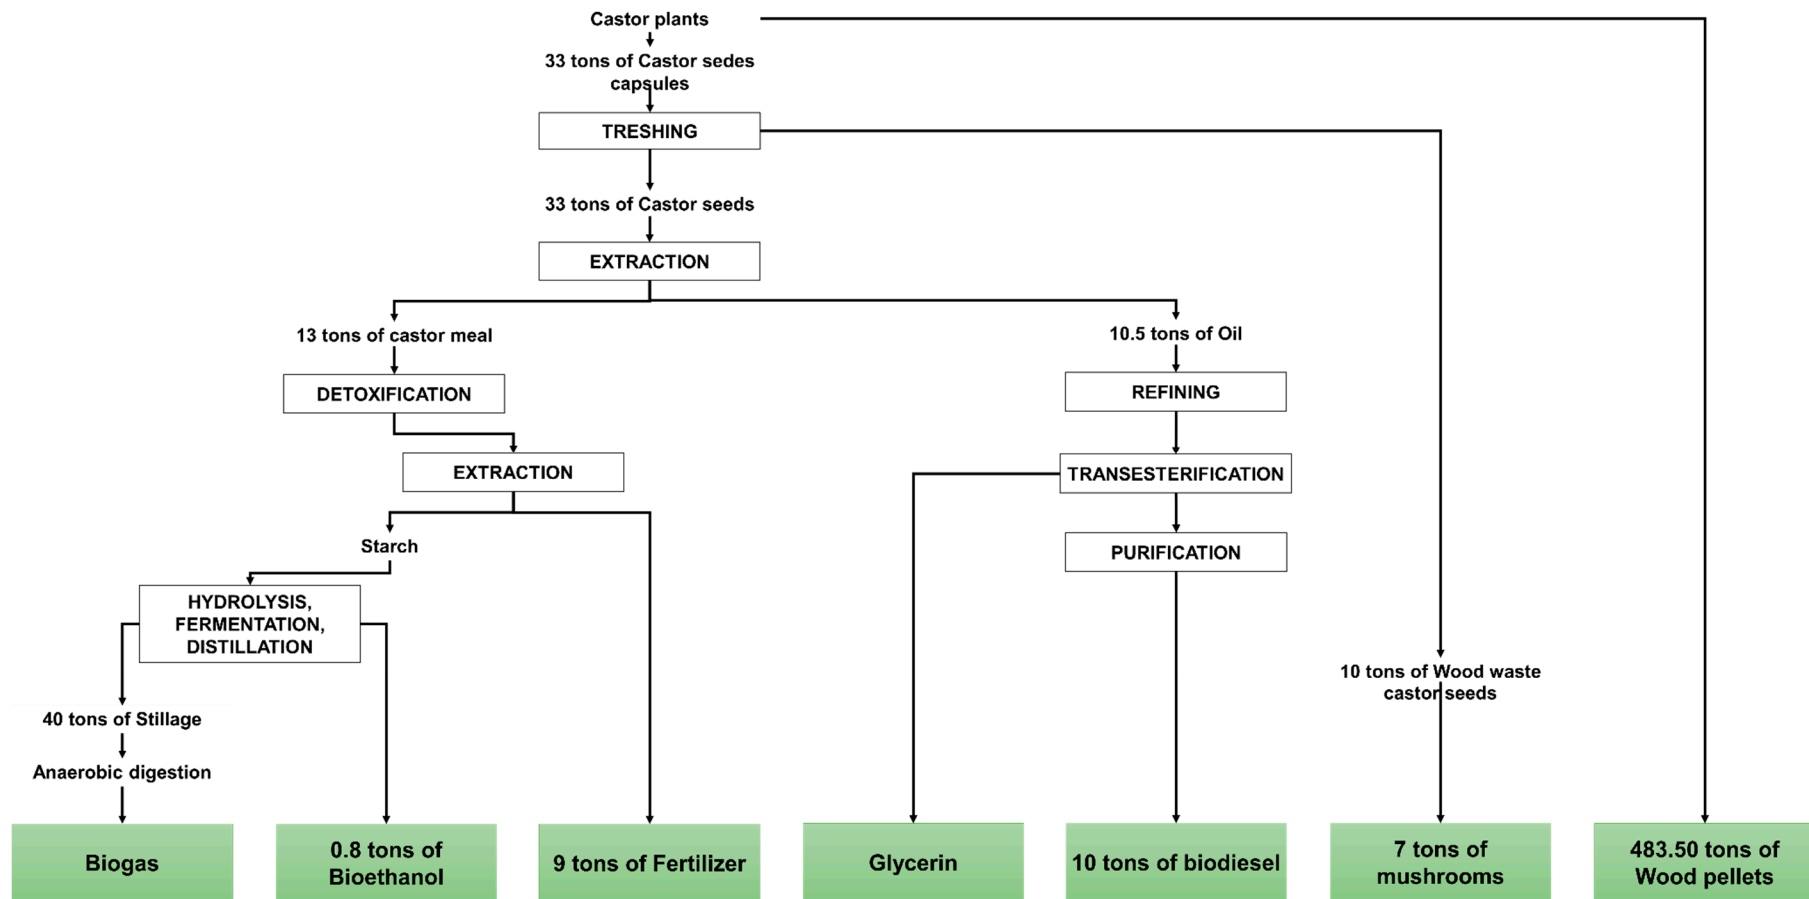 Castor plants
33 tons of Castor sedes
capsules
TRESHING
33 tons of Castor seeds
EXTRACTION
13 tons of castor meal
10.5 tons of Oil
DETOXIFICATION
REFINING
EXTRACTION
TRANSESTERIFICATION
Starch
PURIFICATION
HYDROLYSIS,
FERMENTATION,
DISTILLATION
10 tons of Wood waste
castor seeds
40 tons of Stillage
Anaerobic digestion
Biogas
0.8 tons of
Bioethanol
9 tons of Fertilizer
Glycerin
10 tons of biodiesel
7 tons of
mushrooms
483.50 tons of
Wood pellets